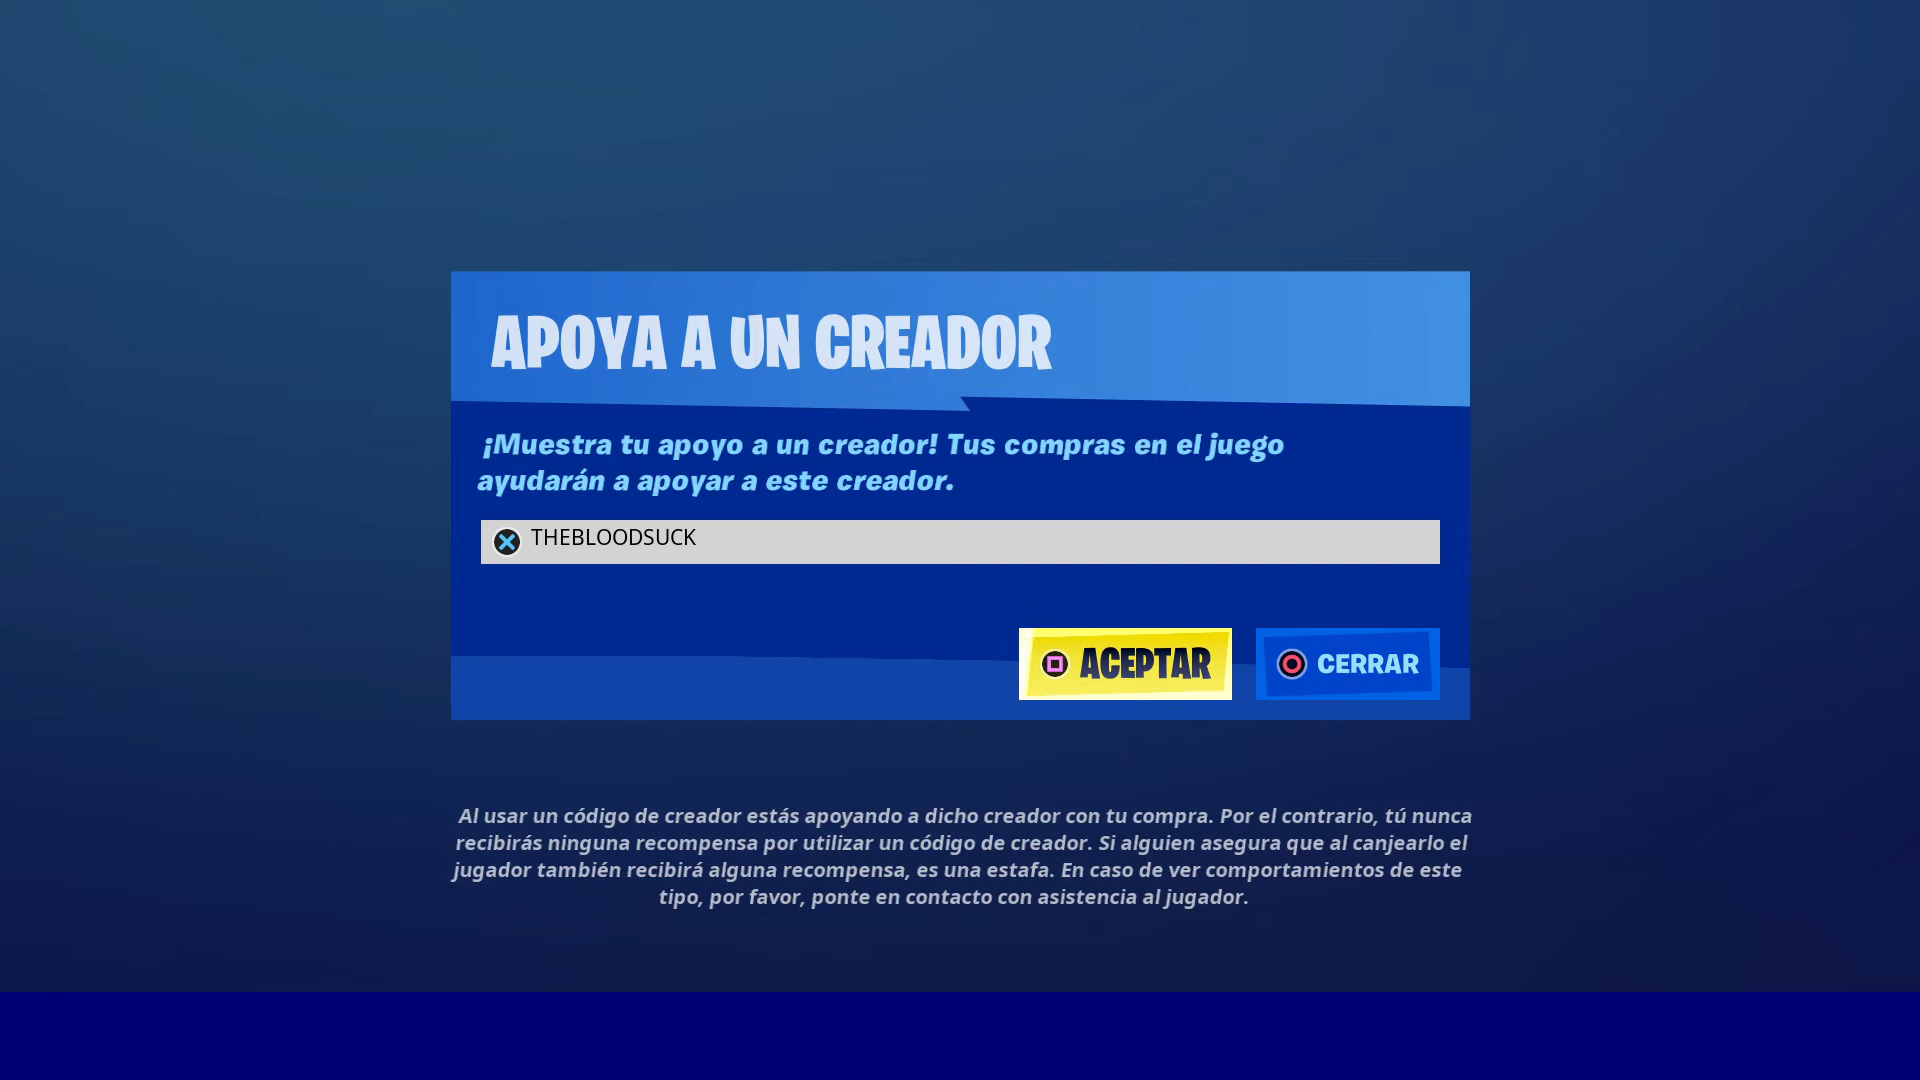 APOYA A UN CREADOR
¡Muestra tu apoyo a un creador! Tus compras en el juego
ayudarán a apoyar a este creador.
THEBLOODSUCK
ACEPTAR
CERRAR
Al usar un código de creador estás apoyando a dicho creador con tu compra. Por el contrario, tú nunca
recibirás ninguna recompensa por utilizar un código de creador. Si alguien asegura que al canjearlo el
jugador también recibirá alguna recompensa, es una estafa. En caso de ver comportamientos de este
tipo, por favor, ponte en contacto con asistencia al jugador.